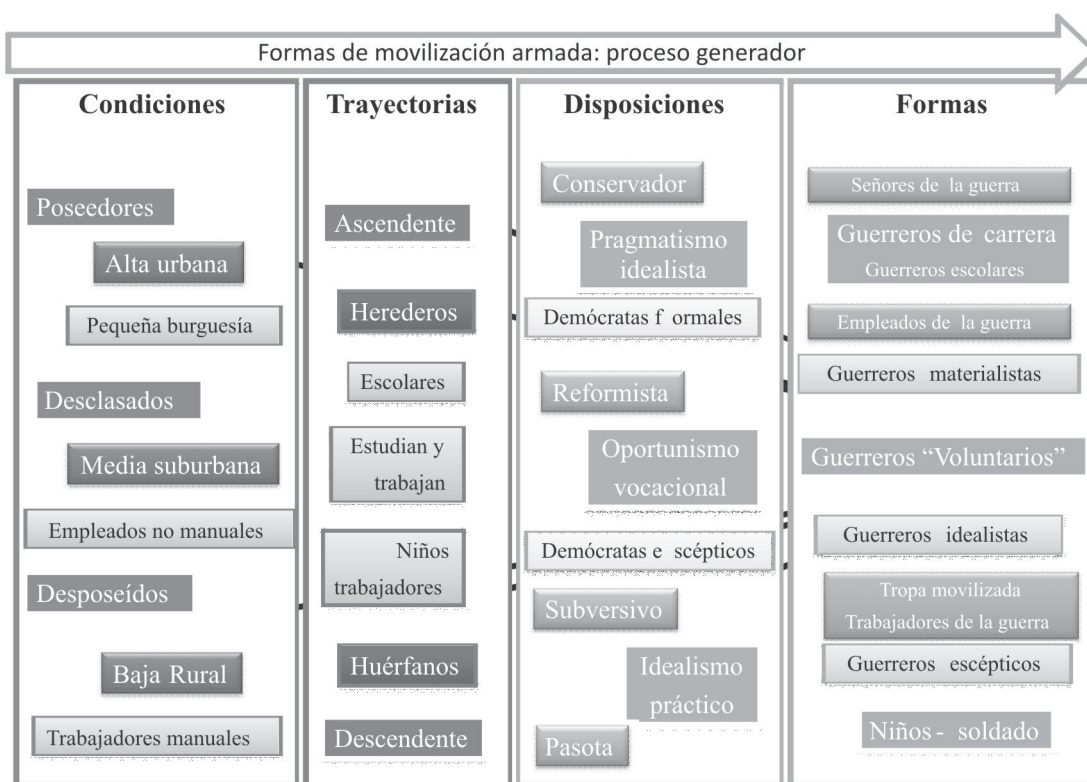 Formas de movilización armada: proceso generador
Condiciones
Poseedores
Alta urbana
Pequeña burguesía
Desclasados
Media suburbana
Empleados no manuales
Desposeídos
Baja Rural
Trabajadores manuales
Trayectorias
Ascendente
Herederos
Escolares
Estudian y
trabajan
Niños
trabajadores
Huérfanos
Descendente
Disposiciones
Conservador
Pragmatismo
idealista
Demócratas f ormales
Reformista
Oportunismo
vocacional
Demócratas e scépticos
Subversivo
Idealismo
práctico
Pasota
Formas
Señores de la guerra
Guerreros de carrera
Guerreros escolares
Empleados de la guerra
Guerreros materialistas
Guerreros “Voluntarios”
Guerreros idealistas
Tropa movilizada
Trabajadores de la guerra
Guerreros escépticos
Niños - soldado